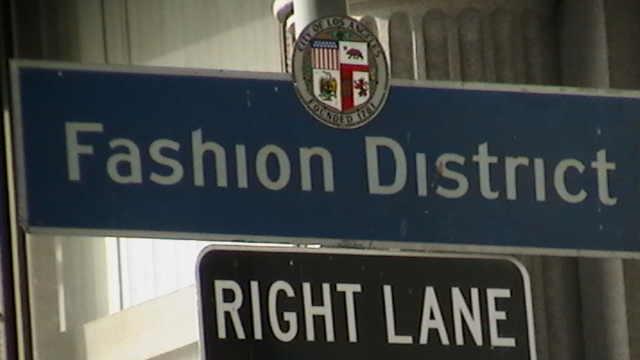 CITY OF LOS ANGELES
FOUNDED 1781
Fashion District
RIGHT LANE